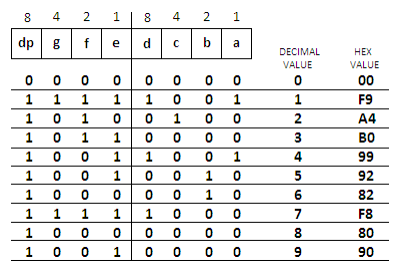 8 4 2 1 8 4 2 1
dp g f e d c b a
DECIMAL HEX
VALUE VALUE
0 0 0 0 0 0 0 0 0 00
1 1 1 1 1 0 0 1 1 F9
1 0 1 0 0 1 0 0 2 A4
1 0 1 1 0 0 0 0 3 B0
1 0 0 1 1 0 0 1 4 99
1 0 0 1 0 0 1 0 5 92
1 0 0 0 0 0 1 0 6 82
1 1 1 1 1 0 0 0 7 F8
1 0 0 0 0 0 0 0 8 80
1 0 0 1 0 0 0 0 9 90